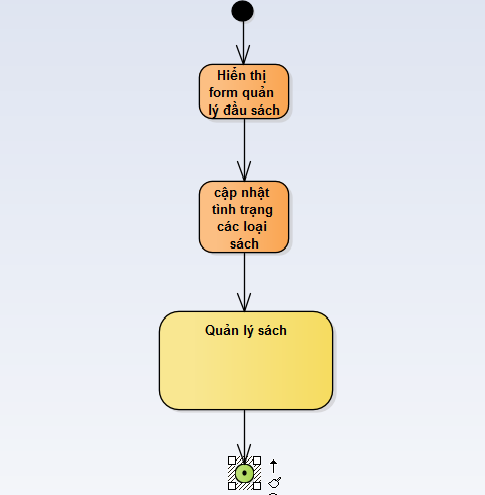 Hiển thị
form quản
lý đầu sách
cập nhật
tình trạng
các loại
sách
Quản lý sách